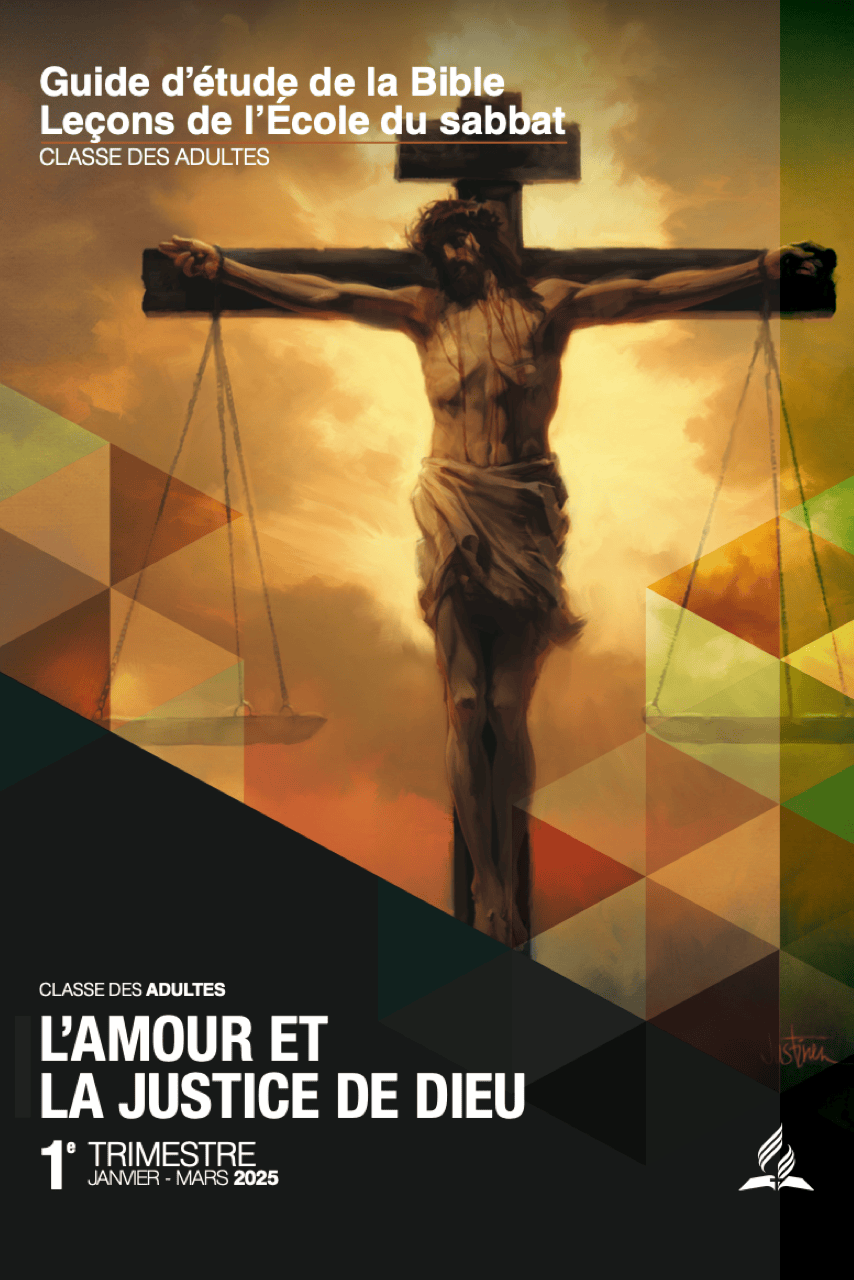 Guide d’étude de la Bible
Leçons de l’École du sabbat
CLASSE DES ADULTES
CLASSE DES ADULTES
L’AMOUR ET
LA JUSTICE DE DIEU
1e TRIMESTRE
JANVIER - MARS 2025